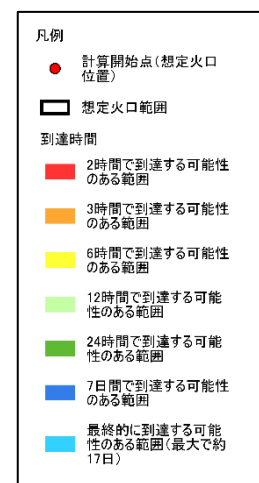 凡例
計算開始点(想定火口
位置)
想定火口範囲
到達時間
2時間で到達する可能性
のある範囲
3時間で到達する可能性
のある範囲
6時間で到達する可能性
のある範囲
12時間で到達する可能
性のある範囲
24時間で到達する可能
性のある範囲
7日間で到達する可能性
のある範囲
最終的に到達する可能
性のある範囲(最大で約
17日)